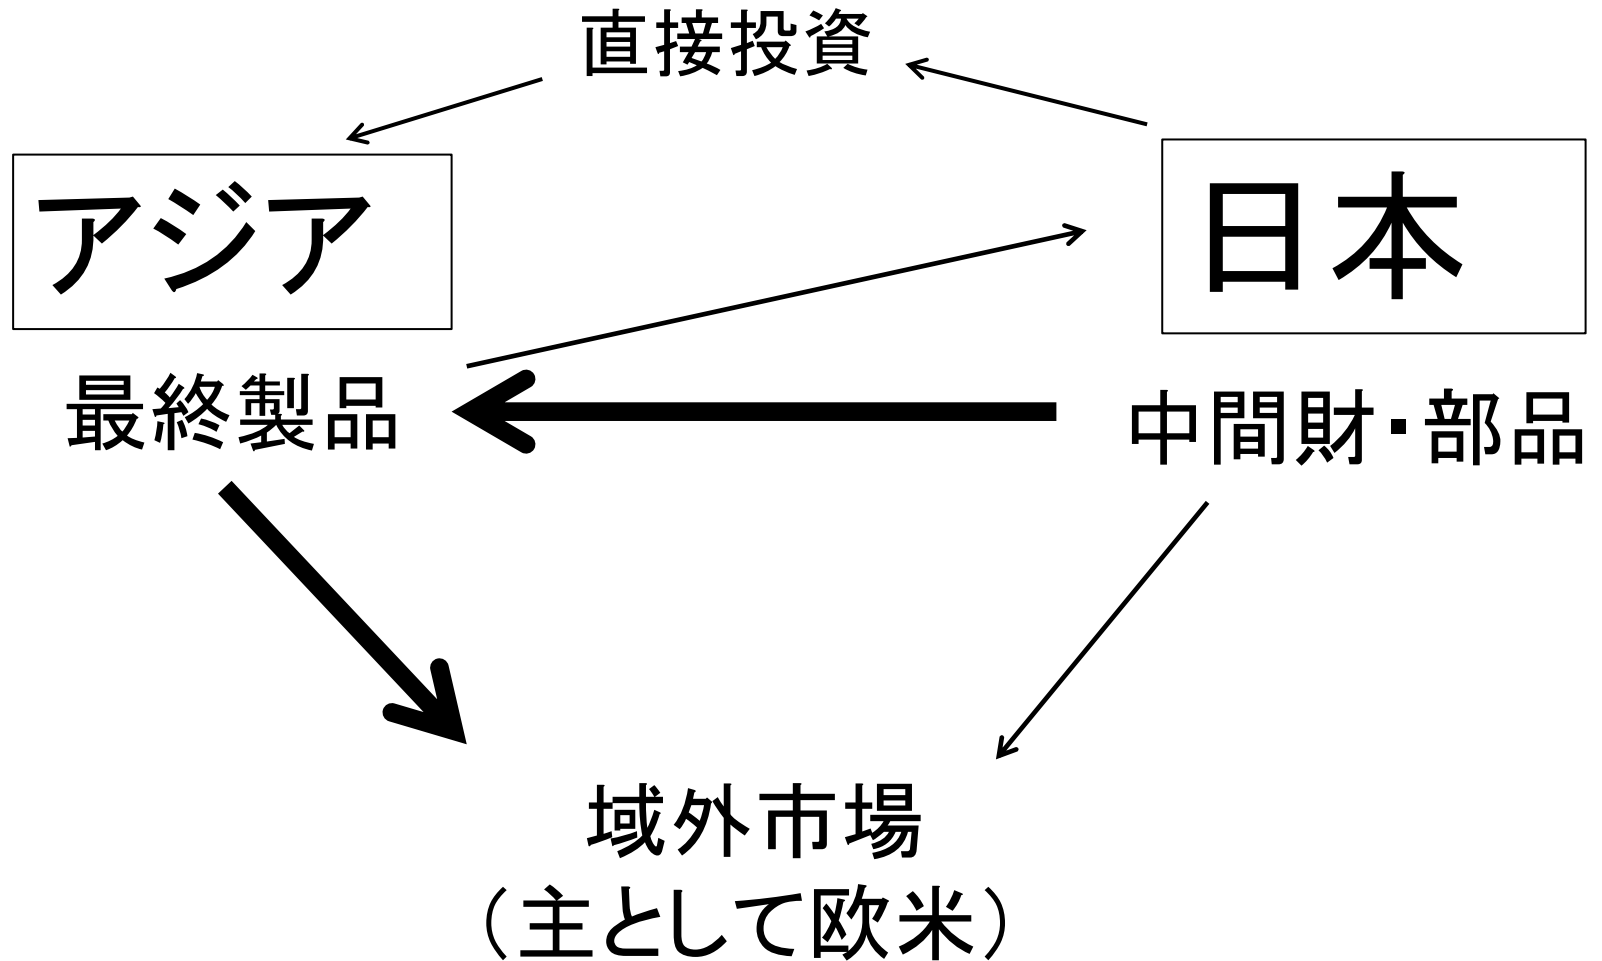 直接投資
アジア
日本
最終製品
中間財・部品
域外市場
（主として欧米）